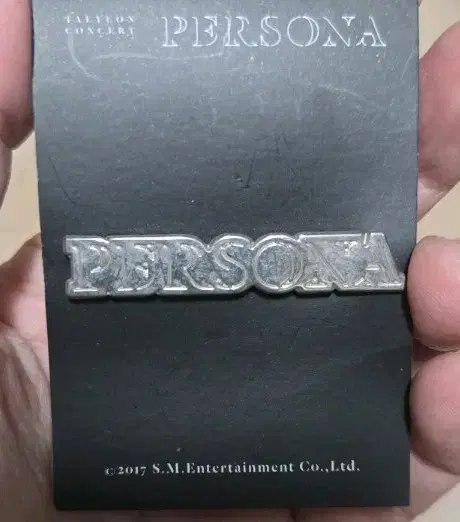 TAEYEON
CONCERT
PERSONA
PERSONA
©2017 S.M.Entertainment Co.,Ltd.